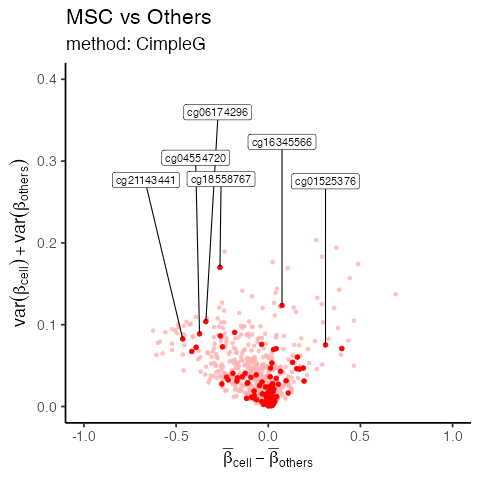 MSC vs Others
method: CimpleG
0.4
0.3
0.2
0.1
0.0
var(βcell) + var(βothers)
cg06174296
cg16345566
cg04554720
cg21143441
cg18558767
cg01525376
-1.0
-0.5
0.0
0.5
1.0
β̅cell − β̅others